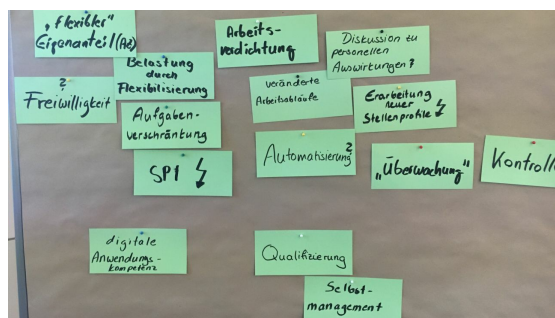 „flexibler"
Eigenanteil (AZ)
Belastung
durch
Flexibilisierung
?
Freiwilligkeit
Aufgaben-
verschränkung
SPI
Arbeits-
verdichtung
Diskussion zu
personellen
Auswirkungen?
veränderte
Arbeitsabläufe
Erarbeitung
neuer
Stellenprofile
Automatisierung?
„Überwachung"
Kontroll
digitale
Anwendungs-
kompetenz
Qualifizierung
Selbst-
management